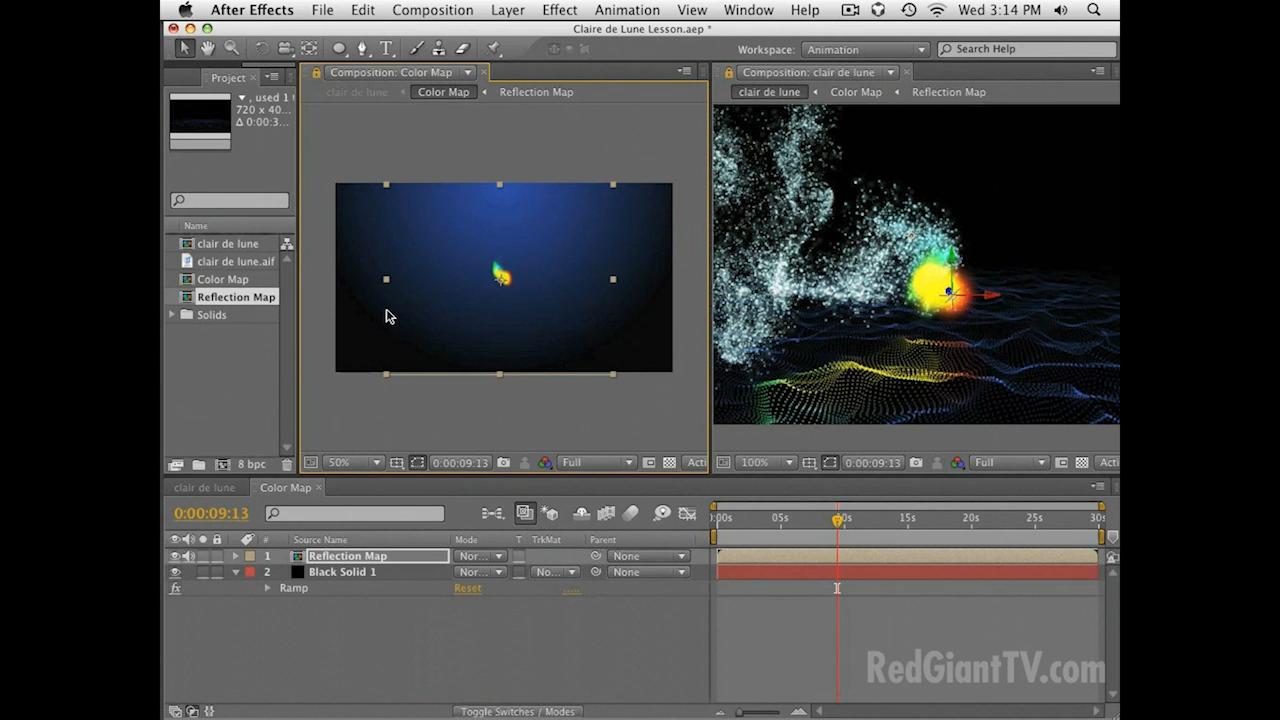 After Effects File Edit Composition Layer Effect Animation View Window Help Wed 3:14 PM
Claire de Lune Lesson.aep *
Workspace: Animation Search Help
Project × Composition: Color Map × Composition: clair de lune ×
clair de lune Color Map Reflection Map clair de lune Color Map Reflection Map
, used 1
720 x 40...
Δ 0:00:3...
Name
clair de lune
clair de lune.aif
Color Map
Reflection Map
Solids
8 bpc 50% 0:00:09:13 Full Acti 100% 0:00:09:13 Full Acti
clair de lune Color Map ×
0:00:09:13 :00s 05s 0s 15s 20s 25s 30s
# Source Name Mode T TrkMat Parent
1 Reflection Map Nor... None
2 Black Solid 1 Nor... No... None
fx Ramp Reset .....
RedGiantTV.com
Toggle Switches / Modes